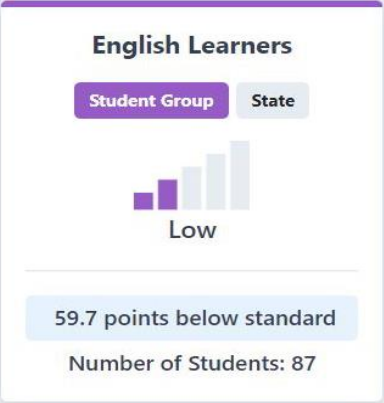 English Learners
Student Group State
Low
59.7 points below standard
Number of Students: 87